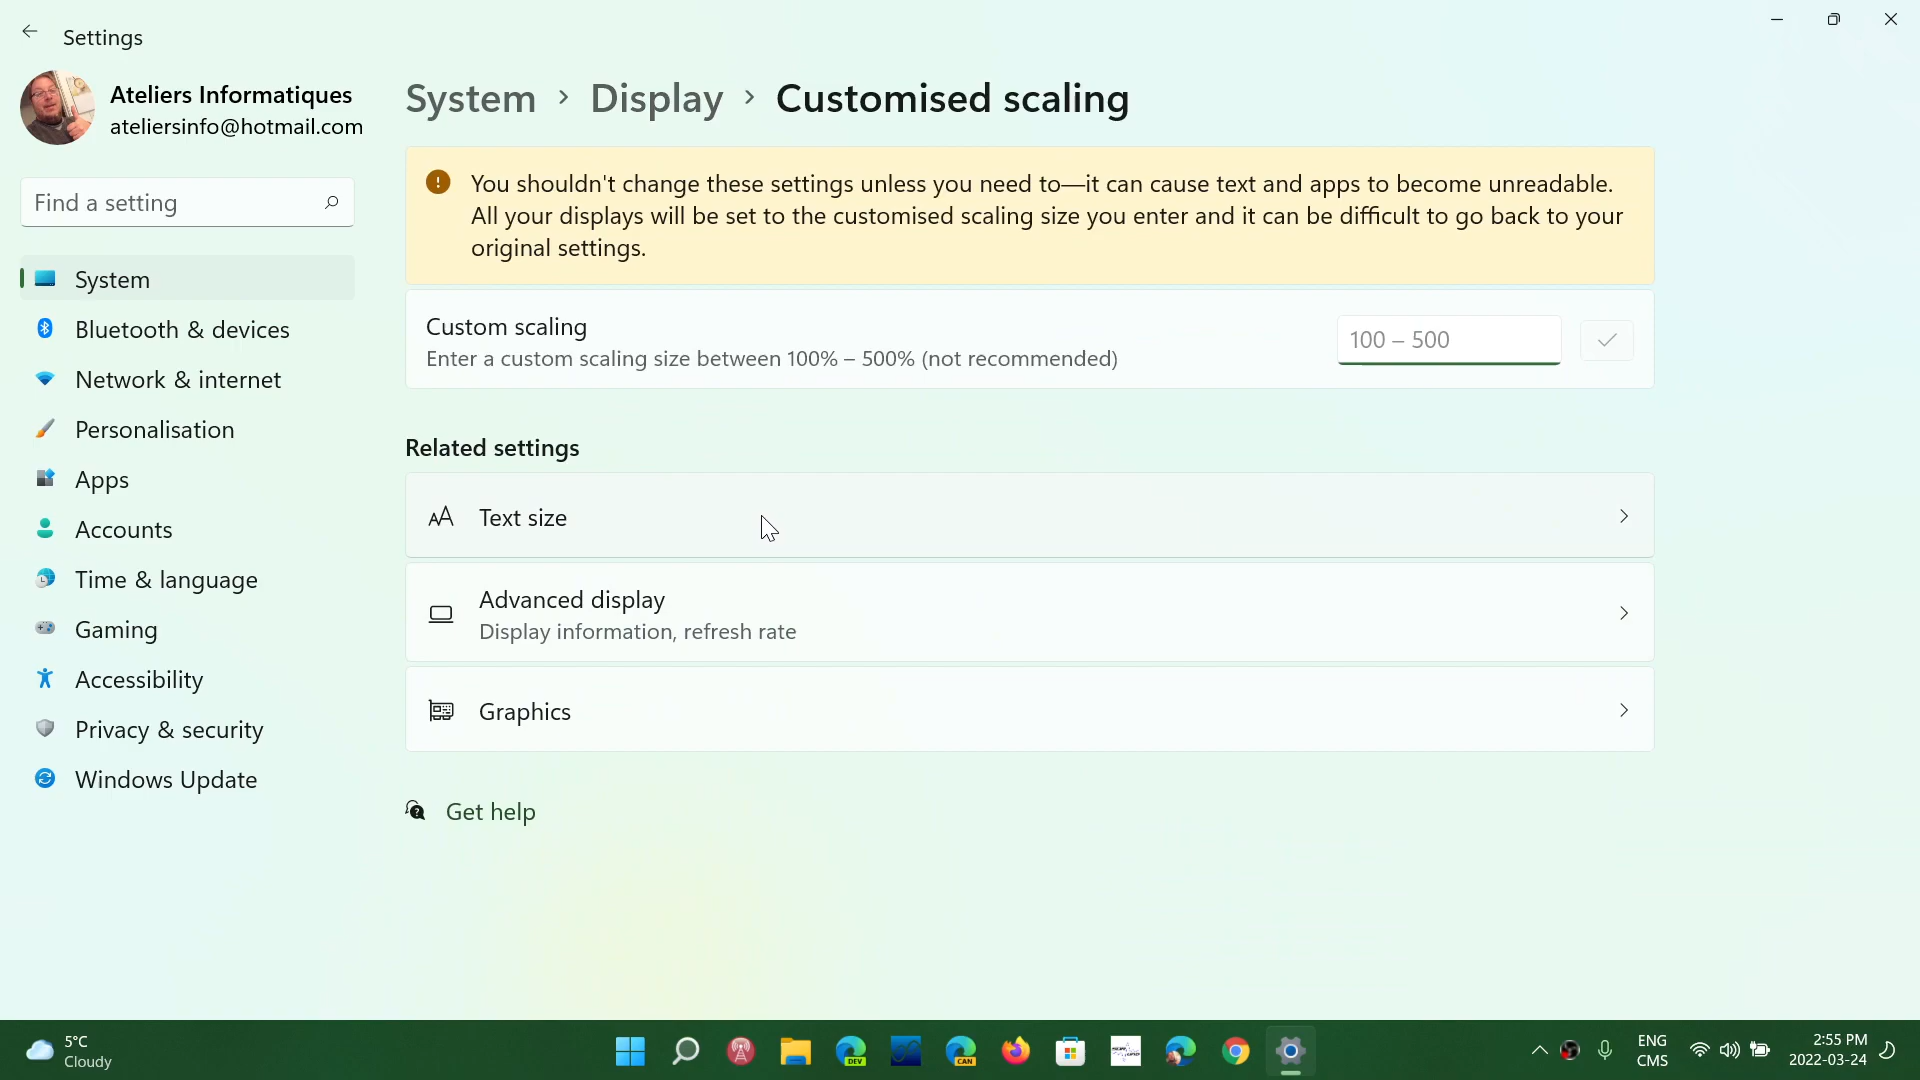 Settings
Ateliers Informatiques
ateliersinfo@hotmail.com
Find a setting
System
Bluetooth & devices
Network & internet
Personalisation
Apps
Accounts
Time & language
Gaming
Accessibility
Privacy & security
Windows Update
System > Display > Customised scaling
You shouldn't change these settings unless you need to—it can cause text and apps to become unreadable.
All your displays will be set to the customised scaling size you enter and it can be difficult to go back to your
original settings.
Custom scaling
Enter a custom scaling size between 100% – 500% (not recommended)
100 – 500
Related settings
Text size
Advanced display
Display information, refresh rate
Graphics
Get help
5°C
Cloudy
DEV
CAN
ENG
CMS
2:55 PM
2022-03-24